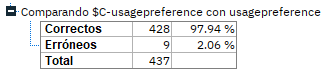 Comparando $C-usagepreference con usagepreference
Correctos 428 97.94 %
Erróneos 9 2.06 %
Total 437